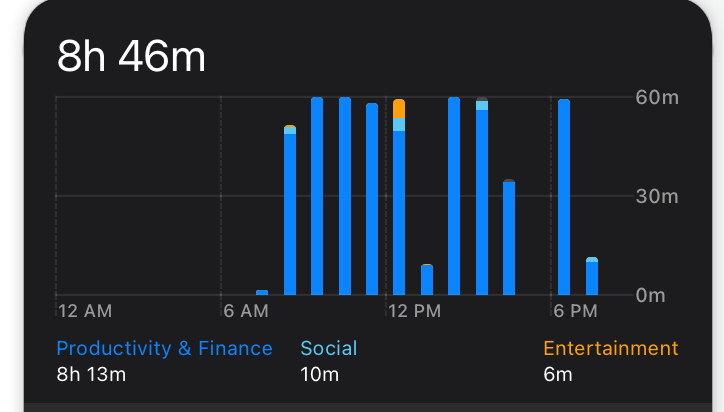 8h 46m
60m
30m
0m
12 AM 6 AM 12 PM 6 PM
Productivity & Finance Social Entertainment
8h 13m 10m 6m